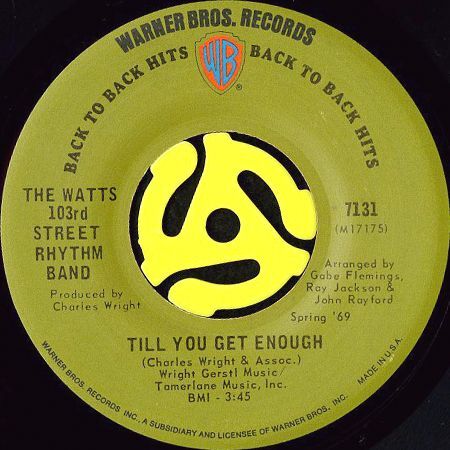 WARNER BROS. RECORDS
BACK TO BACK HITS
WB
®
BACK TO BACK HITS
THE WATTS
103rd
STREET
RHYTHM
BAND
Produced by
Charles Wright
7131
(M17175)
Arranged by
Gabe Flemings,
Ray Jackson &
John Rayford
Spring '69
TILL YOU GET ENOUGH
(Charles Wright & Assoc.)
Wright Gerstl Music/
Tamerlane Music, Inc.
BMI - 3:45
WARNER BROS. RECORDS INC. A SUBSIDIARY AND LICENSEE OF WARNER BROS. INC.
MADE IN U.S.A.